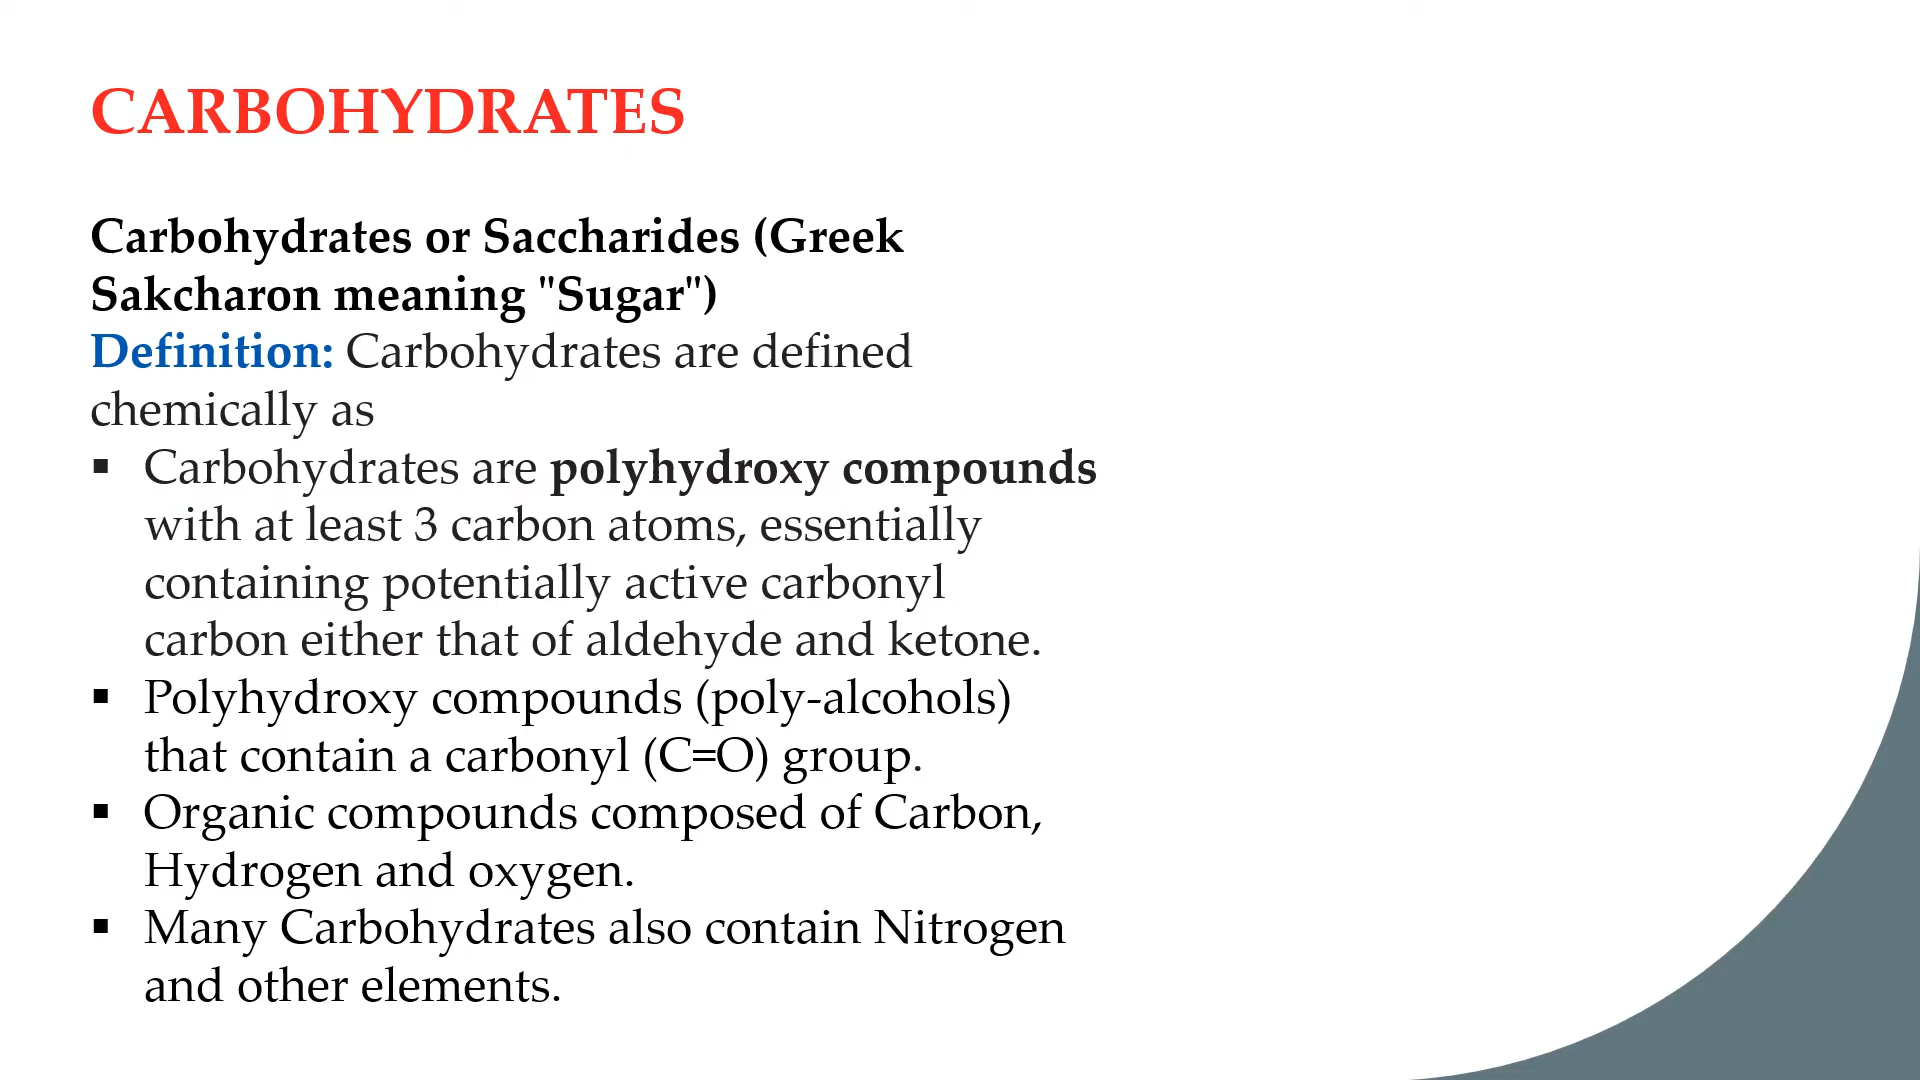 CARBOHYDRATES
Carbohydrates or Saccharides (Greek
Sakcharon meaning "Sugar")
Definition: Carbohydrates are defined
chemically as
▪ Carbohydrates are polyhydroxy compounds
with at least 3 carbon atoms, essentially
containing potentially active carbonyl
carbon either that of aldehyde and ketone.
▪ Polyhydroxy compounds (poly-alcohols)
that contain a carbonyl (C=O) group.
▪ Organic compounds composed of Carbon,
Hydrogen and oxygen.
▪ Many Carbohydrates also contain Nitrogen
and other elements.